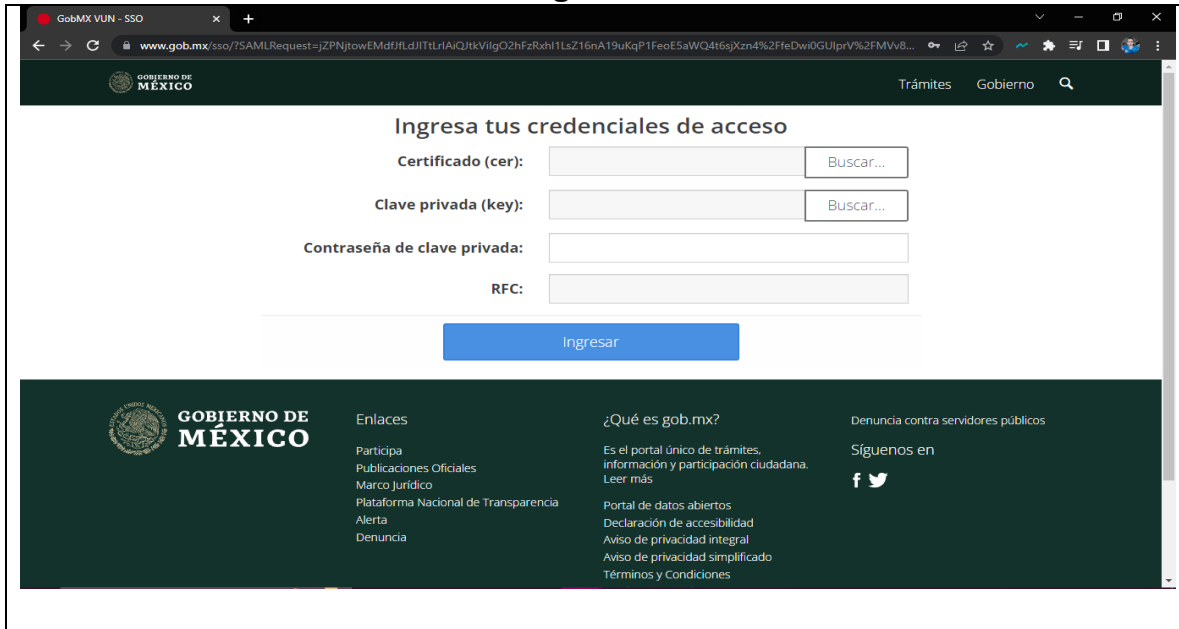 GobMX VUN - SSO
www.gob.mx/sso/?SAMLRequest=jZPNjtowEMdfJfLdJITtLrIAiQJtkViIgO2hFzRxhl1LsZ16nA19uKqP1FeoE5aWQ4t6sjXzn4%2FfeDwi0GUlprV%2FMVv8...
GOBIERNO DE
MÉXICO
Trámites Gobierno
Ingresa tus credenciales de acceso
Certificado (cer):
Buscar...
Clave privada (key):
Buscar...
Contraseña de clave privada:
RFC:
Ingresar
ESTADOS UNIDOS MEXICANOS
GOBIERNO DE
MÉXICO
Enlaces
Participa
Publicaciones Oficiales
Marco Jurídico
Plataforma Nacional de Transparencia
Alerta
Denuncia
¿Qué es gob.mx?
Es el portal único de trámites,
información y participación ciudadana.
Leer más
Portal de datos abiertos
Declaración de accesibilidad
Aviso de privacidad integral
Aviso de privacidad simplificado
Términos y Condiciones
Denuncia contra servidores públicos
Síguenos en